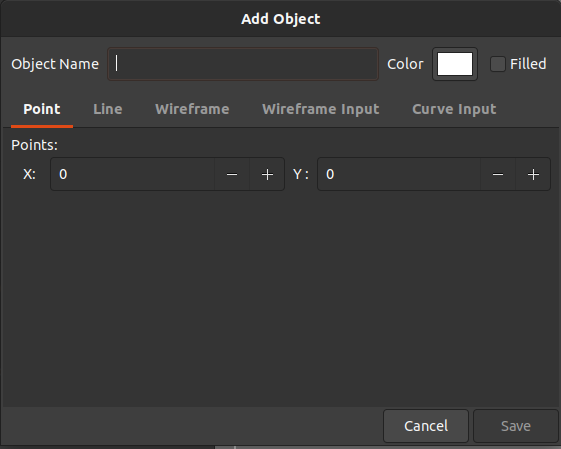 Add Object
Object Name Color Filled
Point Line Wireframe Wireframe Input Curve Input
Points:
X: 0 − + Y : 0 − +
Cancel Save